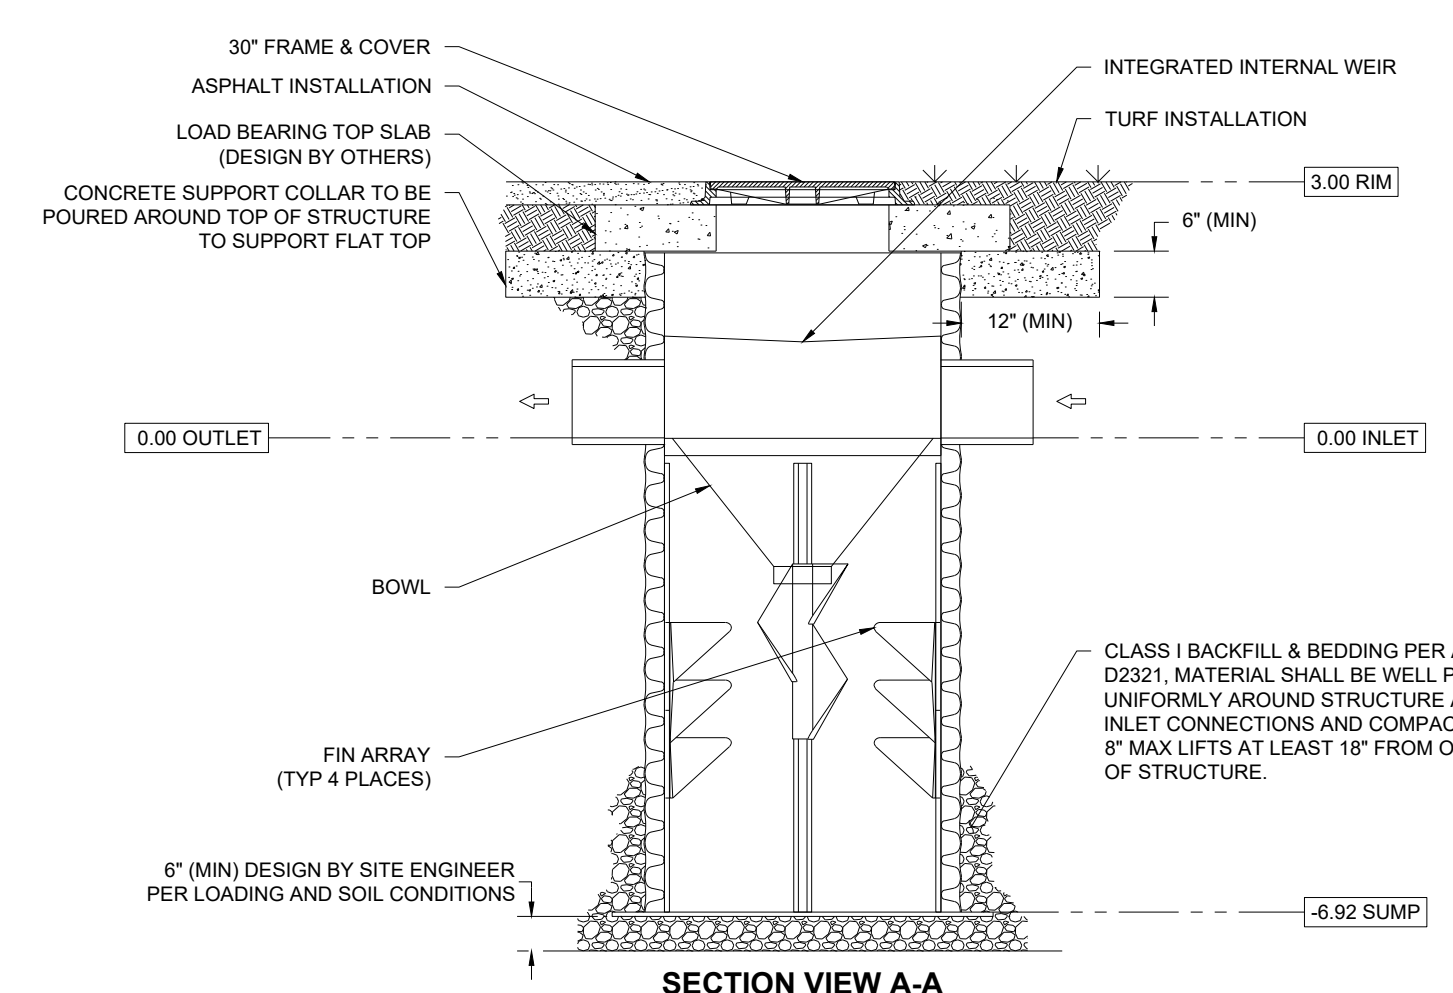 30" FRAME & COVER
ASPHALT INSTALLATION
LOAD BEARING TOP SLAB
(DESIGN BY OTHERS)
CONCRETE SUPPORT COLLAR TO BE
POURED AROUND TOP OF STRUCTURE
TO SUPPORT FLAT TOP
INTEGRATED INTERNAL WEIR
TURF INSTALLATION
3.00 RIM
6" (MIN)
12" (MIN)
0.00 OUTLET
0.00 INLET
BOWL
CLASS I BACKFILL & BEDDING PER
D2321, MATERIAL SHALL BE WELL
UNIFORMLY AROUND STRUCTURE
INLET CONNECTIONS AND
8" MAX LIFTS AT LEAST 18" FROM
OF STRUCTURE.
FIN ARRAY
(TYP 4 PLACES)
6" (MIN) DESIGN BY SITE ENGINEER
PER LOADING AND SOIL CONDITIONS
-6.92 SUMP
SECTION VIEW A-A